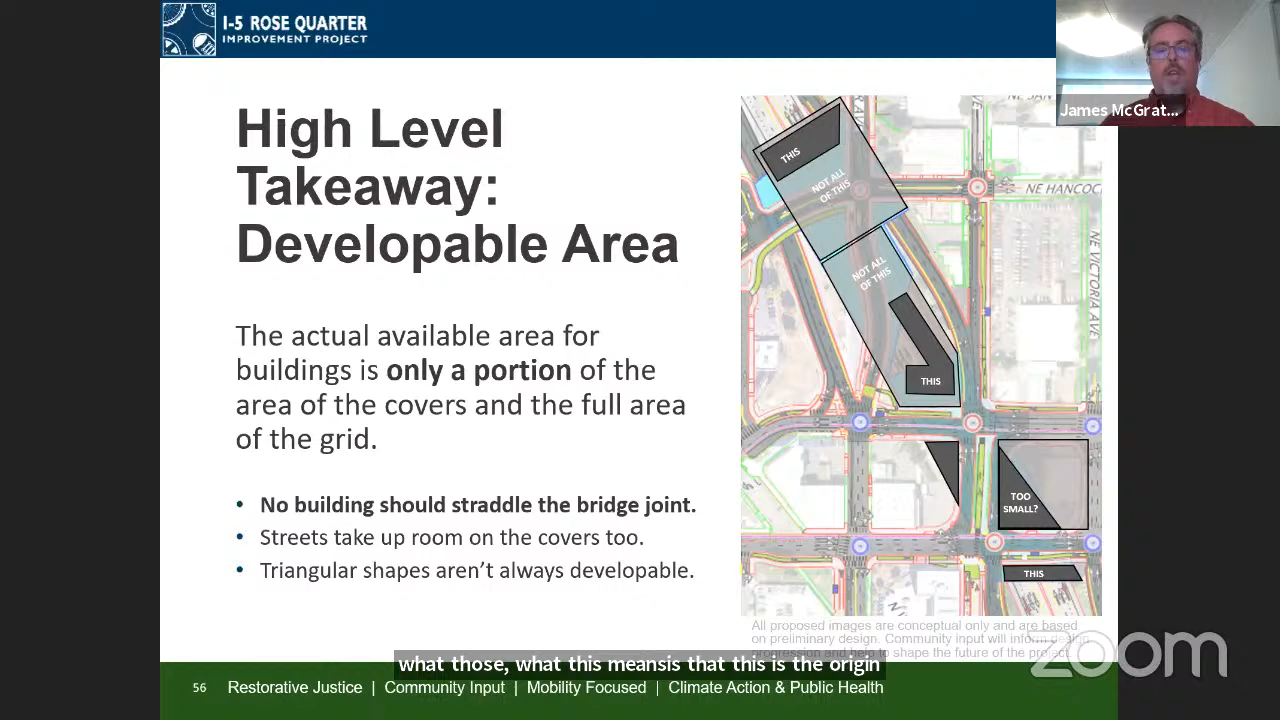 I-5 ROSE QUARTER
IMPROVEMENT PROJECT
James McGrat...
High Level
Takeaway:
Developable Area
The actual available area for
buildings is only a portion of the
area of the covers and the full area
of the grid.
• No building should straddle the bridge joint.
• Streets take up room on the covers too.
• Triangular shapes aren't always developable.
THIS
NOT ALL
OF THIS
NE HANCOCK
NE VICTORIA AVE
NOT ALL
OF THIS
THIS
TOO
SMALL?
THIS
All proposed images are conceptual only and are based
on preliminary design. Community input will inform design
progression and help to shape the future of the project.
zoom
what those, what this meansis that this is the origin
56 Restorative Justice | Community Input | Mobility Focused | Climate Action & Public Health